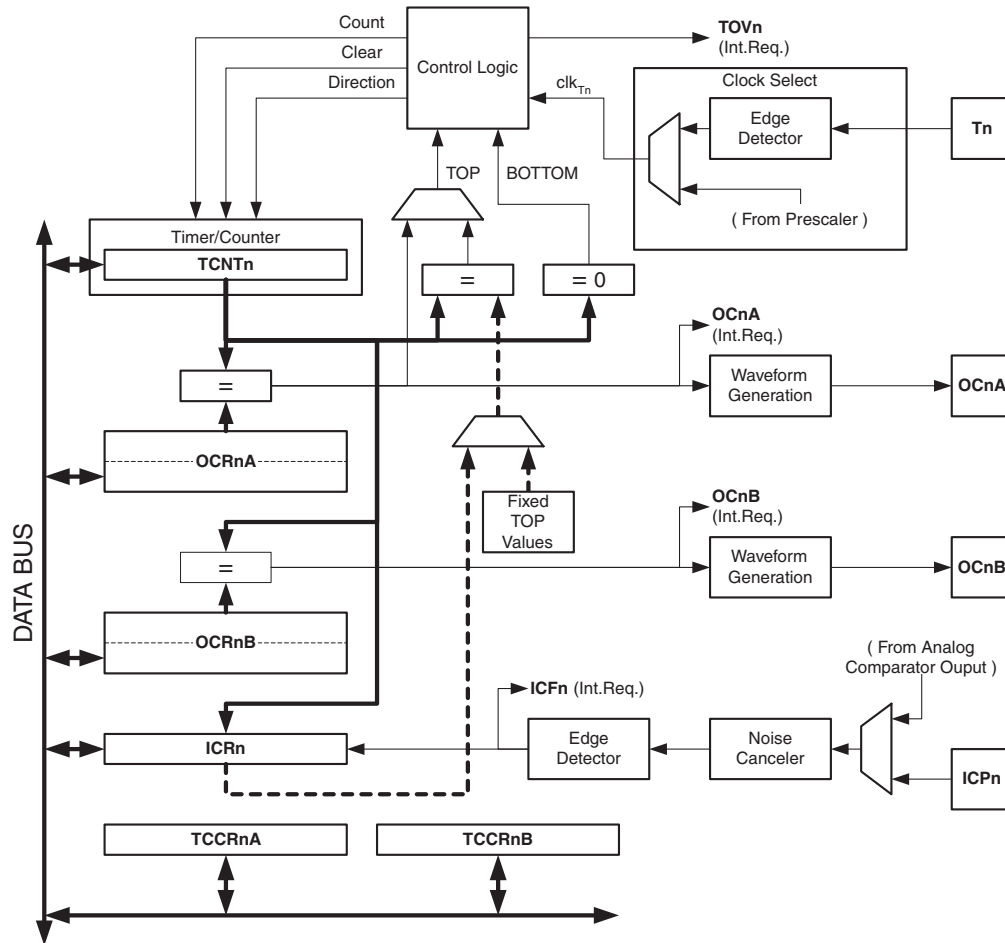 Count
Clear
Direction
Control Logic
TOVn
(Int.Req.)
clkTn
Clock Select
Edge
Detector
Tn
( From Prescaler )
TOP
BOTTOM
Timer/Counter
TCNTn
=
= 0
OCnA
(Int.Req.)
=
Waveform
Generation
OCnA
OCRnA
Fixed
TOP
Values
OCnB
(Int.Req.)
=
Waveform
Generation
OCnB
OCRnB
DATA BUS
( From Analog
Comparator Ouput )
ICFn (Int.Req.)
ICRn
Edge
Detector
Noise
Canceler
ICPn
TCCRnA
TCCRnB